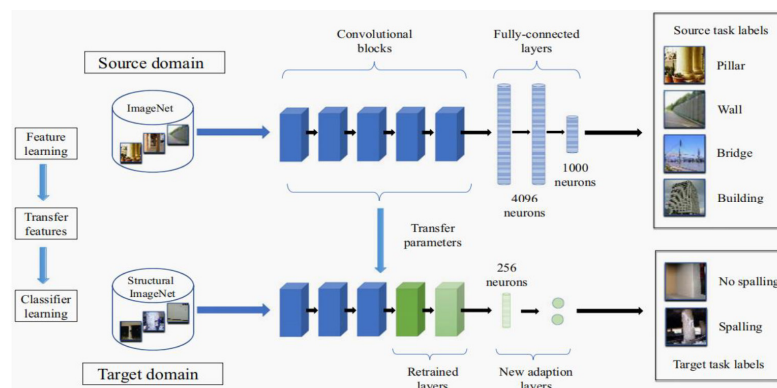 Source domain
Convolutional
blocks
Fully-connected
layers
Source task labels
ImageNet
Pillar
Wall
Bridge
Building
Feature
learning
Transfer
features
Classifier
learning
1000
neurons
4096
neurons
Transfer
parameters
Structural
ImageNet
256
neurons
No spalling
Spalling
Target task labels
Target domain
Retrained
layers
New adaption
layers